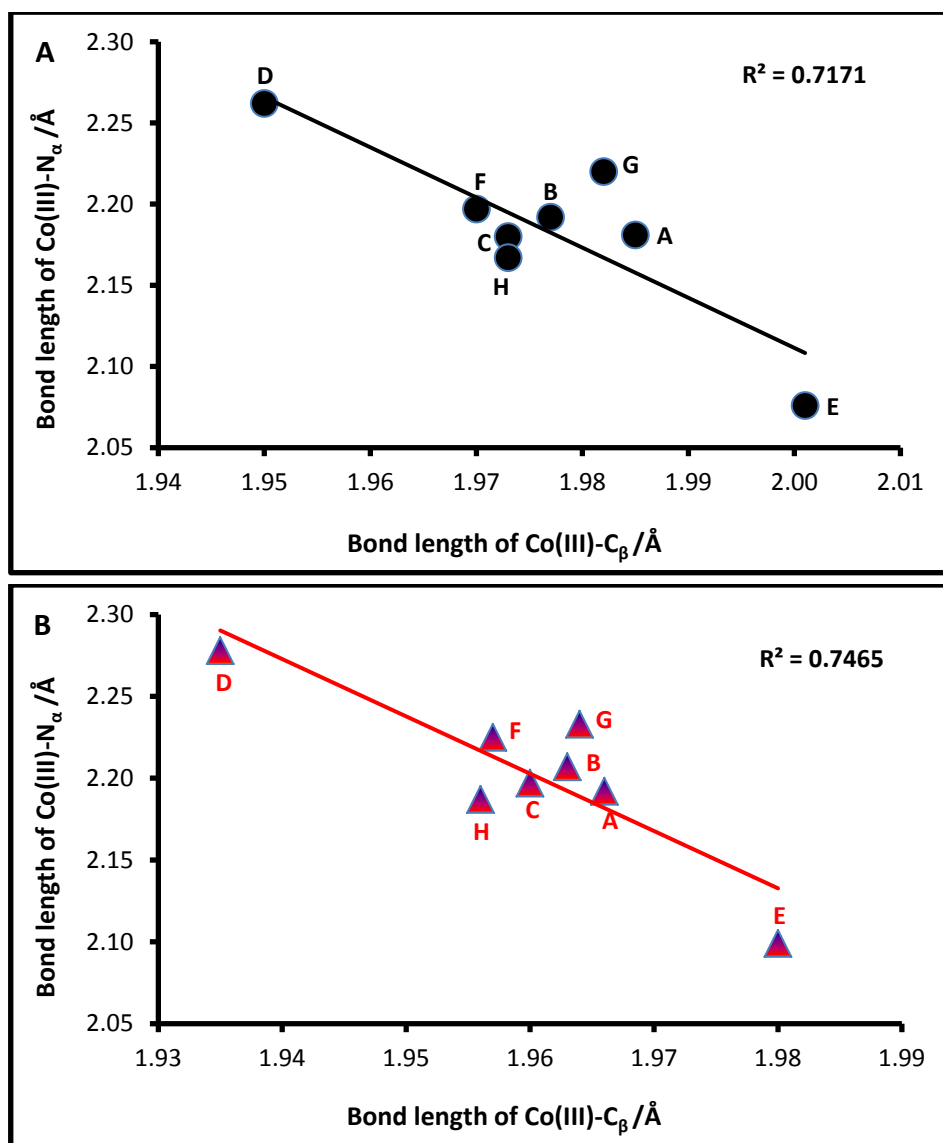 A
R² = 0.7171
Bond length of Co(III)-Nα /Å
2.30
2.25
2.20
2.15
2.10
2.05
D
F
B
G
C
A
H
E
1.94
1.95
1.96
1.97
1.98
1.99
2.00
2.01
Bond length of Co(III)-Cβ /Å
B
R² = 0.7465
Bond length of Co(III)-Nα /Å
2.30
2.25
2.20
2.15
2.10
2.05
D
F
G
B
C
A
H
E
1.93
1.94
1.95
1.96
1.97
1.98
1.99
Bond length of Co(III)-Cβ /Å